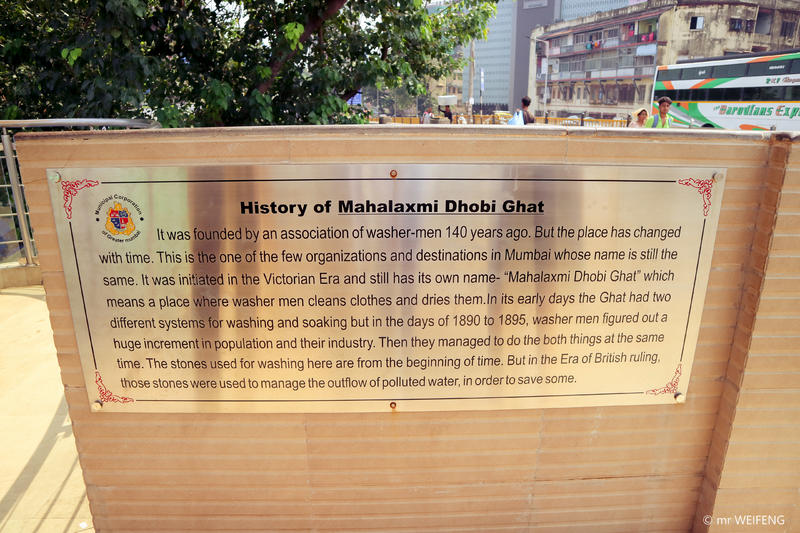 Municipal Corporation
of Greater Mumbai
History of Mahalaxmi Dhobi Ghat
It was founded by an association of washer-men 140 years ago. But the place has changed
with time. This is the one of the few organizations and destinations in Mumbai whose name is still the
same. It was initiated in the Victorian Era and still has its own name- “Mahalaxmi Dhobi Ghat” which
means a place where washer men cleans clothes and dries them.In its early days the Ghat had two
different systems for washing and soaking but in the days of 1890 to 1895, washer men figured out a
huge increment in population and their industry. Then they managed to do the both things at the same
time. The stones used for washing here are from the beginning of time. But in the Era of British ruling,
those stones were used to manage the outflow of polluted water, in order to save some.
© mr WEIFENG